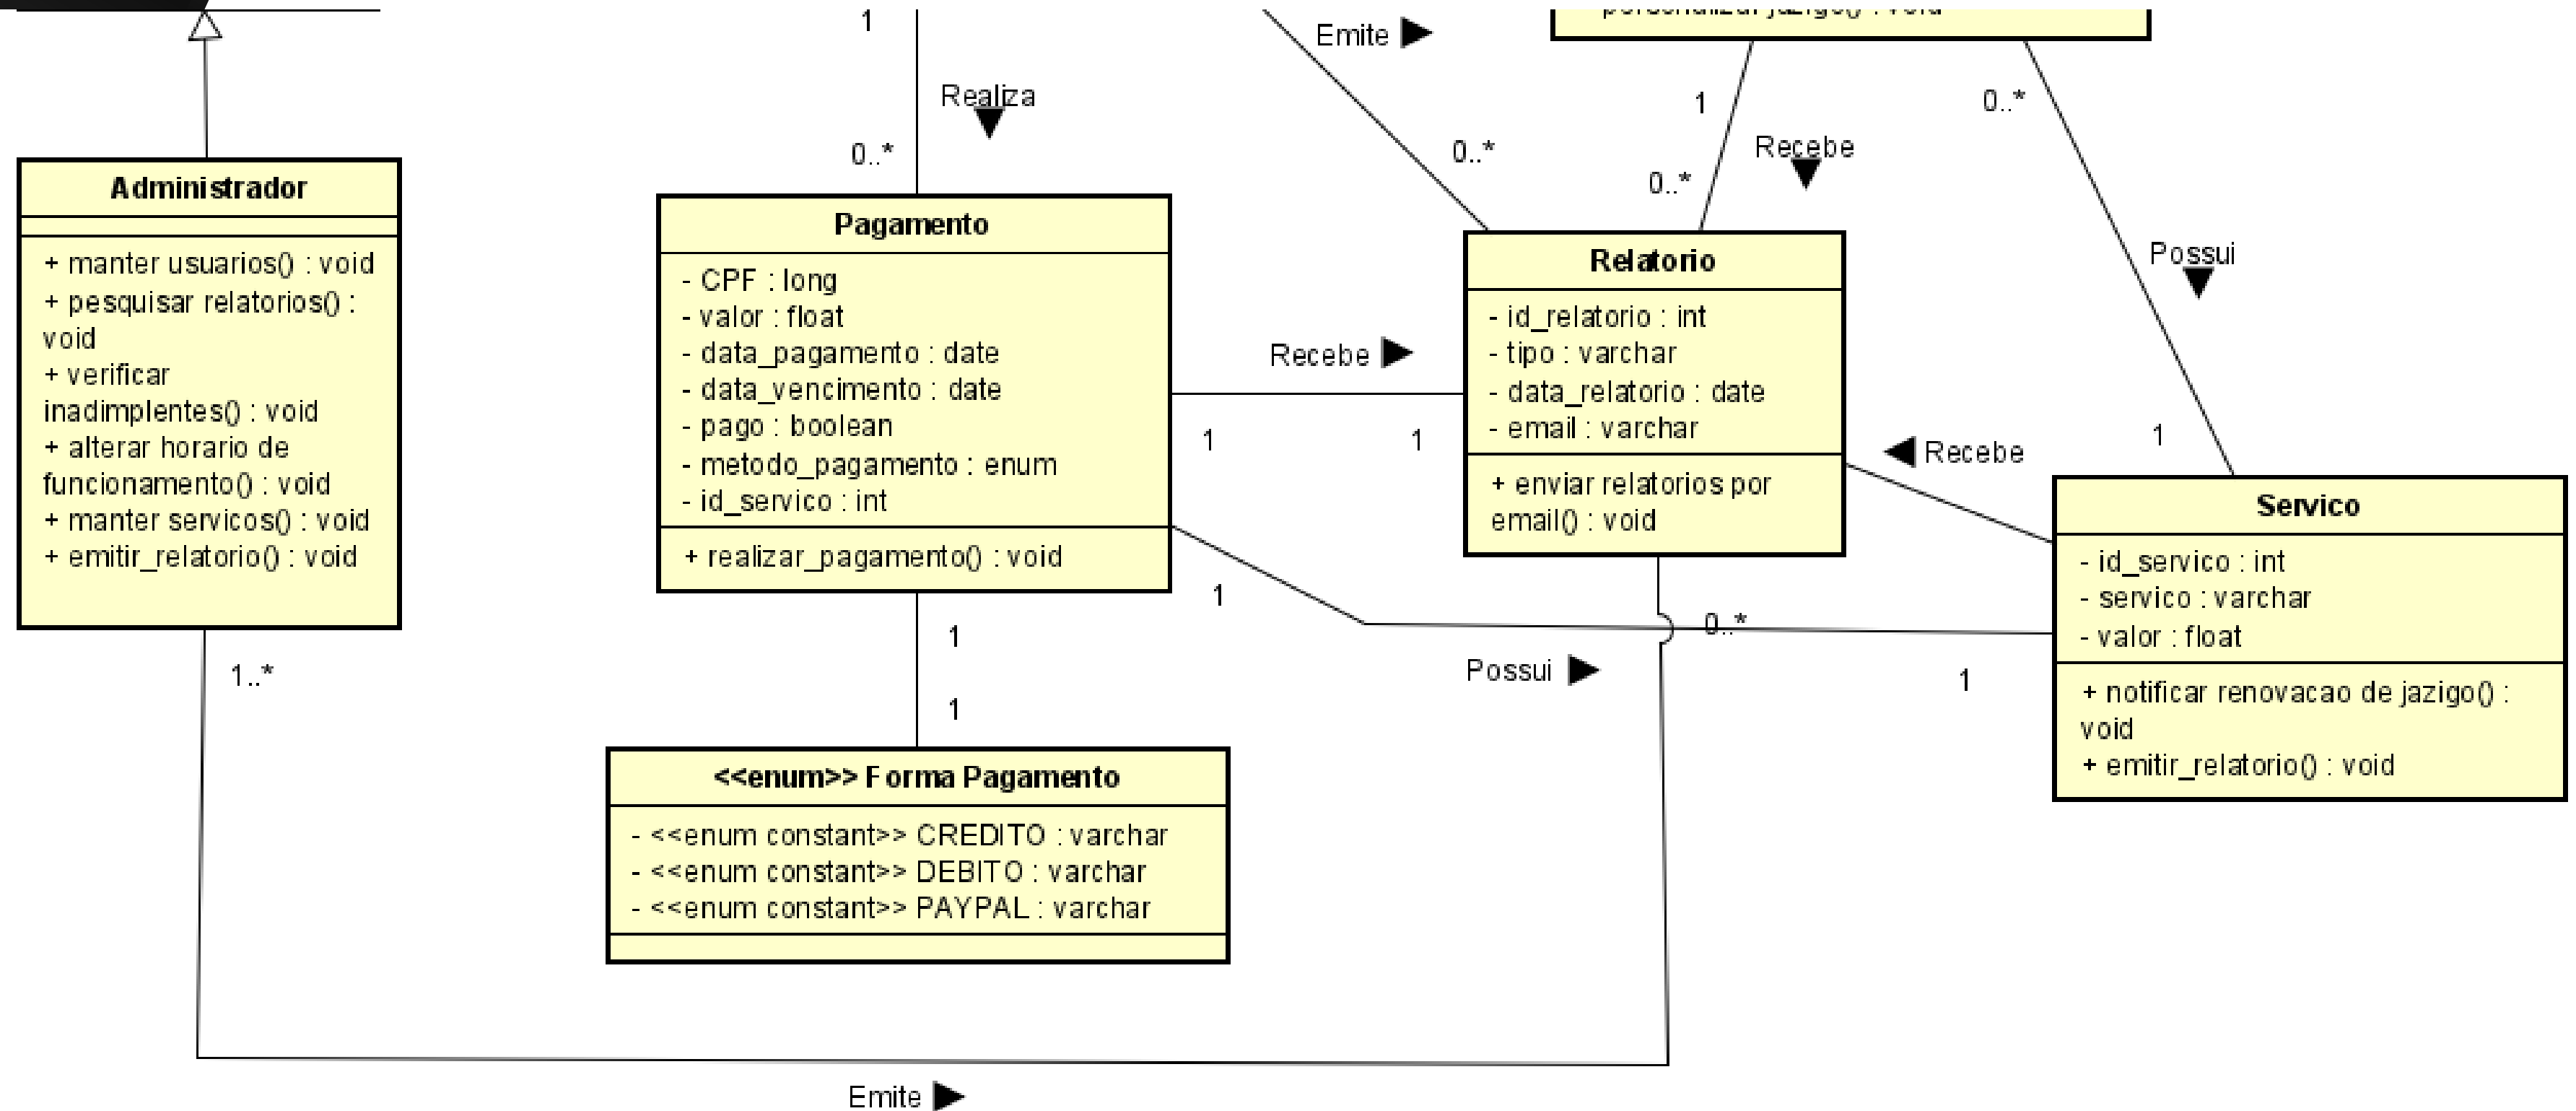 personalizar jazigo() : void
1
Emite
Realiza
0..*
0..*
1
Recebe
0..*
0..*
Possui
1
Administrador
+ manter usuarios() : void
+ pesquisar relatorios() :
void
+ verificar
inadimplentes() : void
+ alterar horario de
funcionamento() : void
+ manter servicos() : void
+ emitir_relatorio() : void
1..*
Pagamento
- CPF : long
- valor : float
- data_pagamento : date
- data_vencimento : date
- pago : boolean
- metodo_pagamento : enum
- id_servico : int
+ realizar_pagamento() : void
Recebe
1
1
Relatorio
- id_relatorio : int
- tipo : varchar
- data_relatorio : date
- email : varchar
+ enviar relatorios por
email() : void
Recebe
Servico
- id_servico : int
- servico : varchar
- valor : float
+ notificar renovacao de jazigo() :
void
+ emitir_relatorio() : void
1
0..*
Possui
1
1
1
<<enum>> Forma Pagamento
- <<enum constant>> CREDITO : varchar
- <<enum constant>> DEBITO : varchar
- <<enum constant>> PAYPAL : varchar
Emite